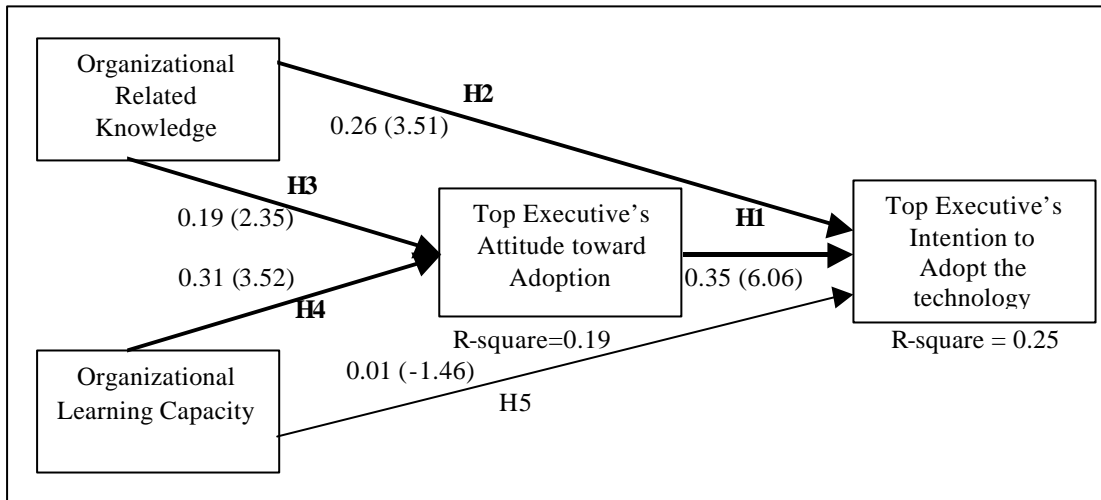 Organizational
Related
Knowledge
H2
0.26 (3.51)
H3
0.19 (2.35)
Top Executive's
Attitude toward
Adoption
H1
Top Executive's
Intention to
Adopt the
technology
0.31 (3.52)
H4
0.35 (6.06)
R-square=0.19
R-square = 0.25
Organizational
Learning Capacity
0.01 (-1.46)
H5